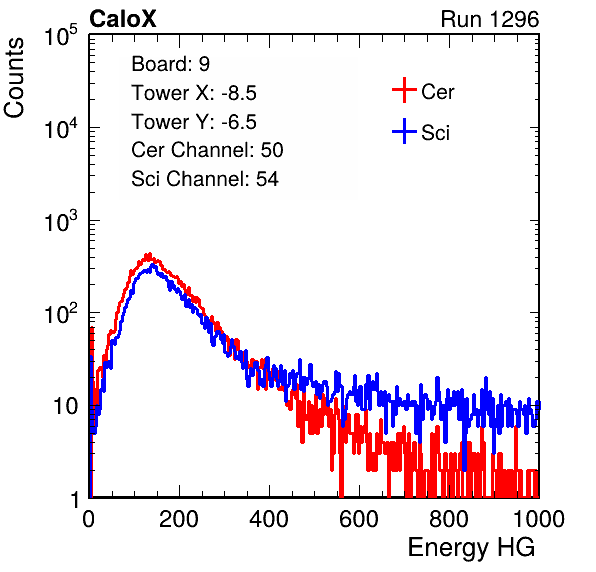 CaloX Run 1296
Counts
Board: 9
Tower X: -8.5
Tower Y: -6.5
Cer Channel: 50
Sci Channel: 54
Cer
Sci
10^5
10^4
10^3
10^2
10
1
0 200 400 600 800 1000
Energy HG